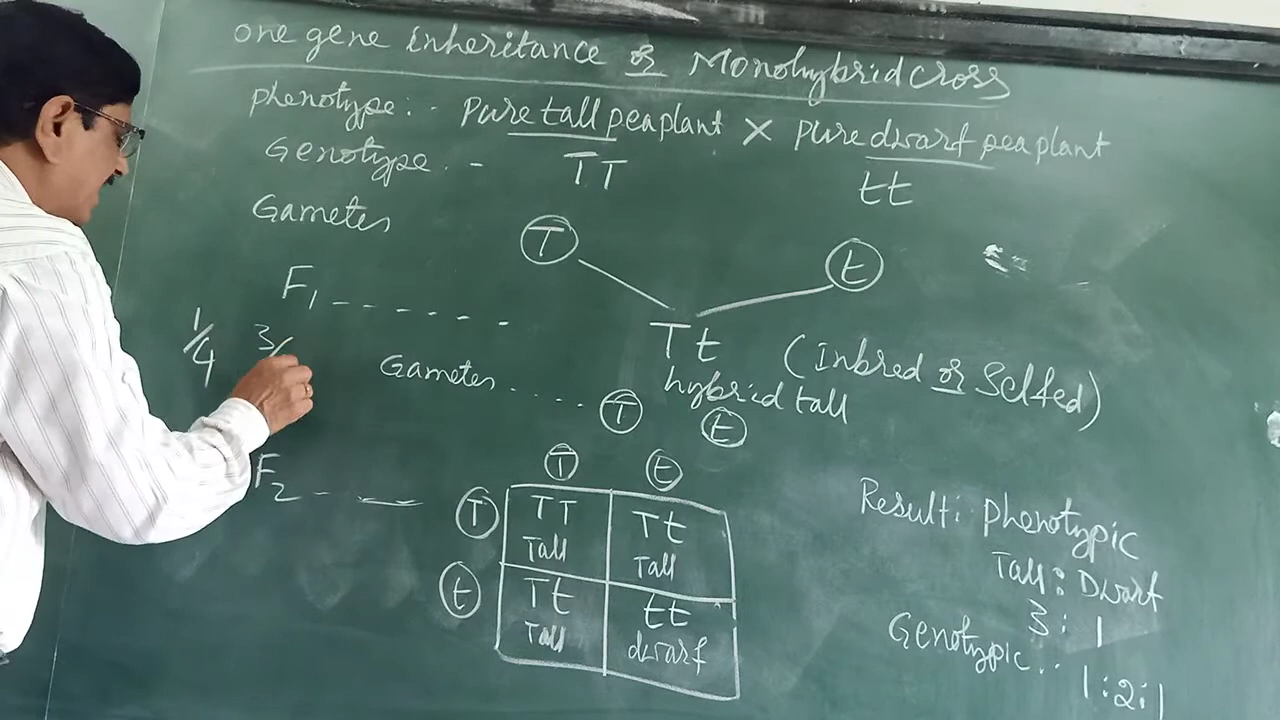 one gene inheritance or Monohybrid cross
phenotype:- Pure tall pea plant X pure dwarf pea plant
Genotype.- TT tt
Gametes T t
F1 - - - - - - Tt (Inbred or Selfed)
hybrid tall
1/4 3/
Gametes. . . . . T t
T t
F2 - - -
T TT Tall Tt Tall
t Tt Tall tt dwarf
Result: phenotypic
Tall: Dwarf
3: 1
Genotypic..
1:2:1